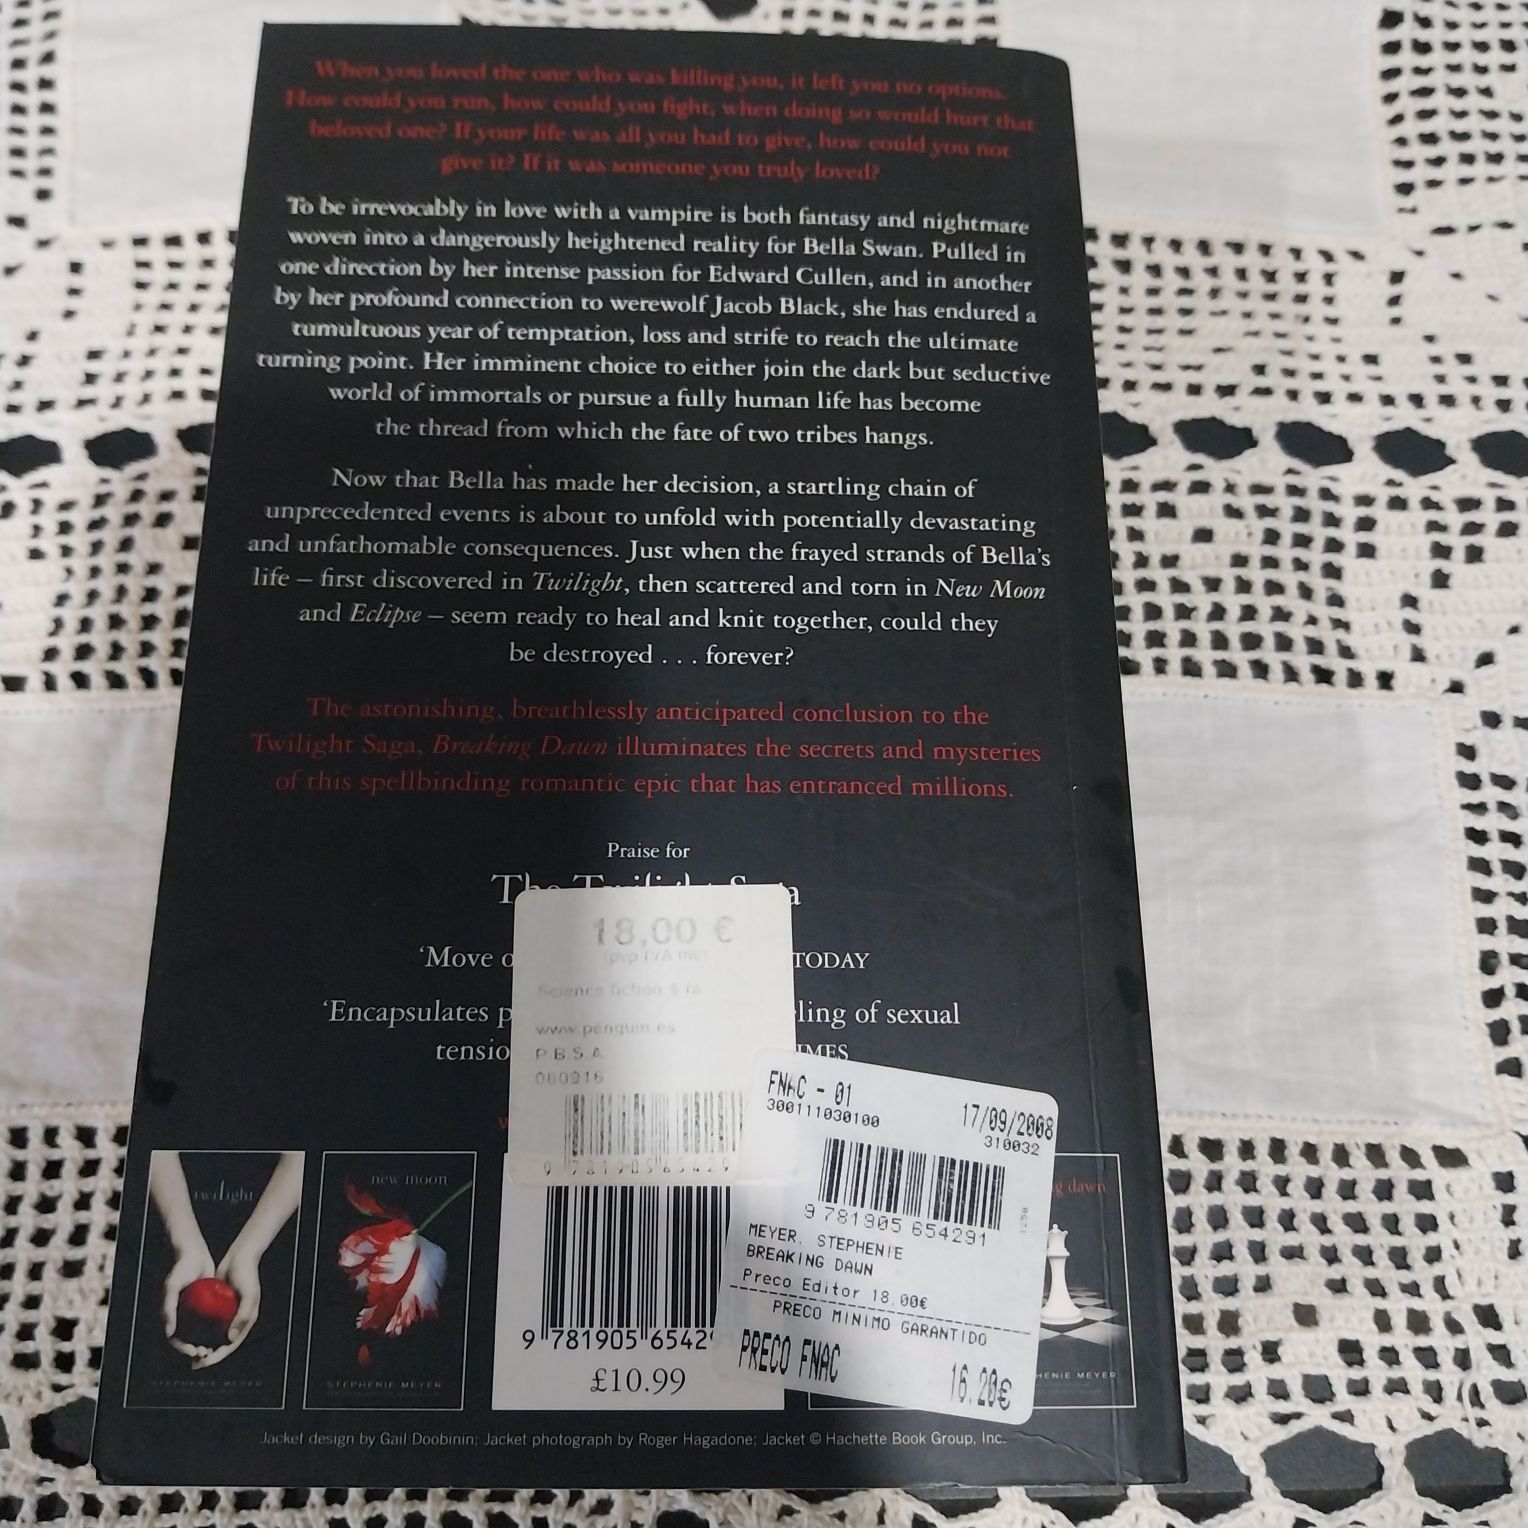 When you loved the one who was killing you, it left you no options.
How could you run, how could you fight, when doing so would hurt that
beloved one? If your life was all you had to give, how could you not
give it? If it was someone you truly loved?
To be irrevocably in love with a vampire is both fantasy and nightmare
woven into a dangerously heightened reality for Bella Swan. Pulled in
one direction by her intense passion for Edward Cullen, and in another
by her profound connection to werewolf Jacob Black, she has endured a
tumultuous year of temptation, loss and strife to reach the ultimate
turning point. Her imminent choice to either join the dark but seductive
world of immortals or pursue a fully human life has become
the thread from which the fate of two tribes hangs.
Now that Bella has made her decision, a startling chain of
unprecedented events is about to unfold with potentially devastating
and unfathomable consequences. Just when the frayed strands of Bella's
life – first discovered in Twilight, then scattered and torn in New Moon
and Eclipse – seem ready to heal and knit together, could they
be destroyed . . . forever?
The astonishing, breathlessly anticipated conclusion to the
Twilight Saga, Breaking Dawn illuminates the secrets and mysteries
of this spellbinding romantic epic that has entranced millions.
Praise for
The Twilight Saga
'Move TODAY
'Encapsulates ling of sexual
tensio IMES
18,00 €
(pvp IVA inc)
Science fiction & fa
www.penguin.es
P.B.S.A.
060916
9 781905 65429
FNAC - 01
300111030100
17/09/2008
310032
9 781905 654291
MEYER, STEPHENIE
BREAKING DAWN
Preco Editor 18,00€
PRECO MINIMO GARANTIDO
PRECO FNAC 16.20€
twilight
STEPHENIE MEYER
new moon
STEPHENIE MEYER
9 781905 6542
£10.99
g dawn
HENIE MEYER
Jacket design by Gail Doobinin; Jacket photograph by Roger Hagadone; Jacket © Hachette Book Group, Inc.